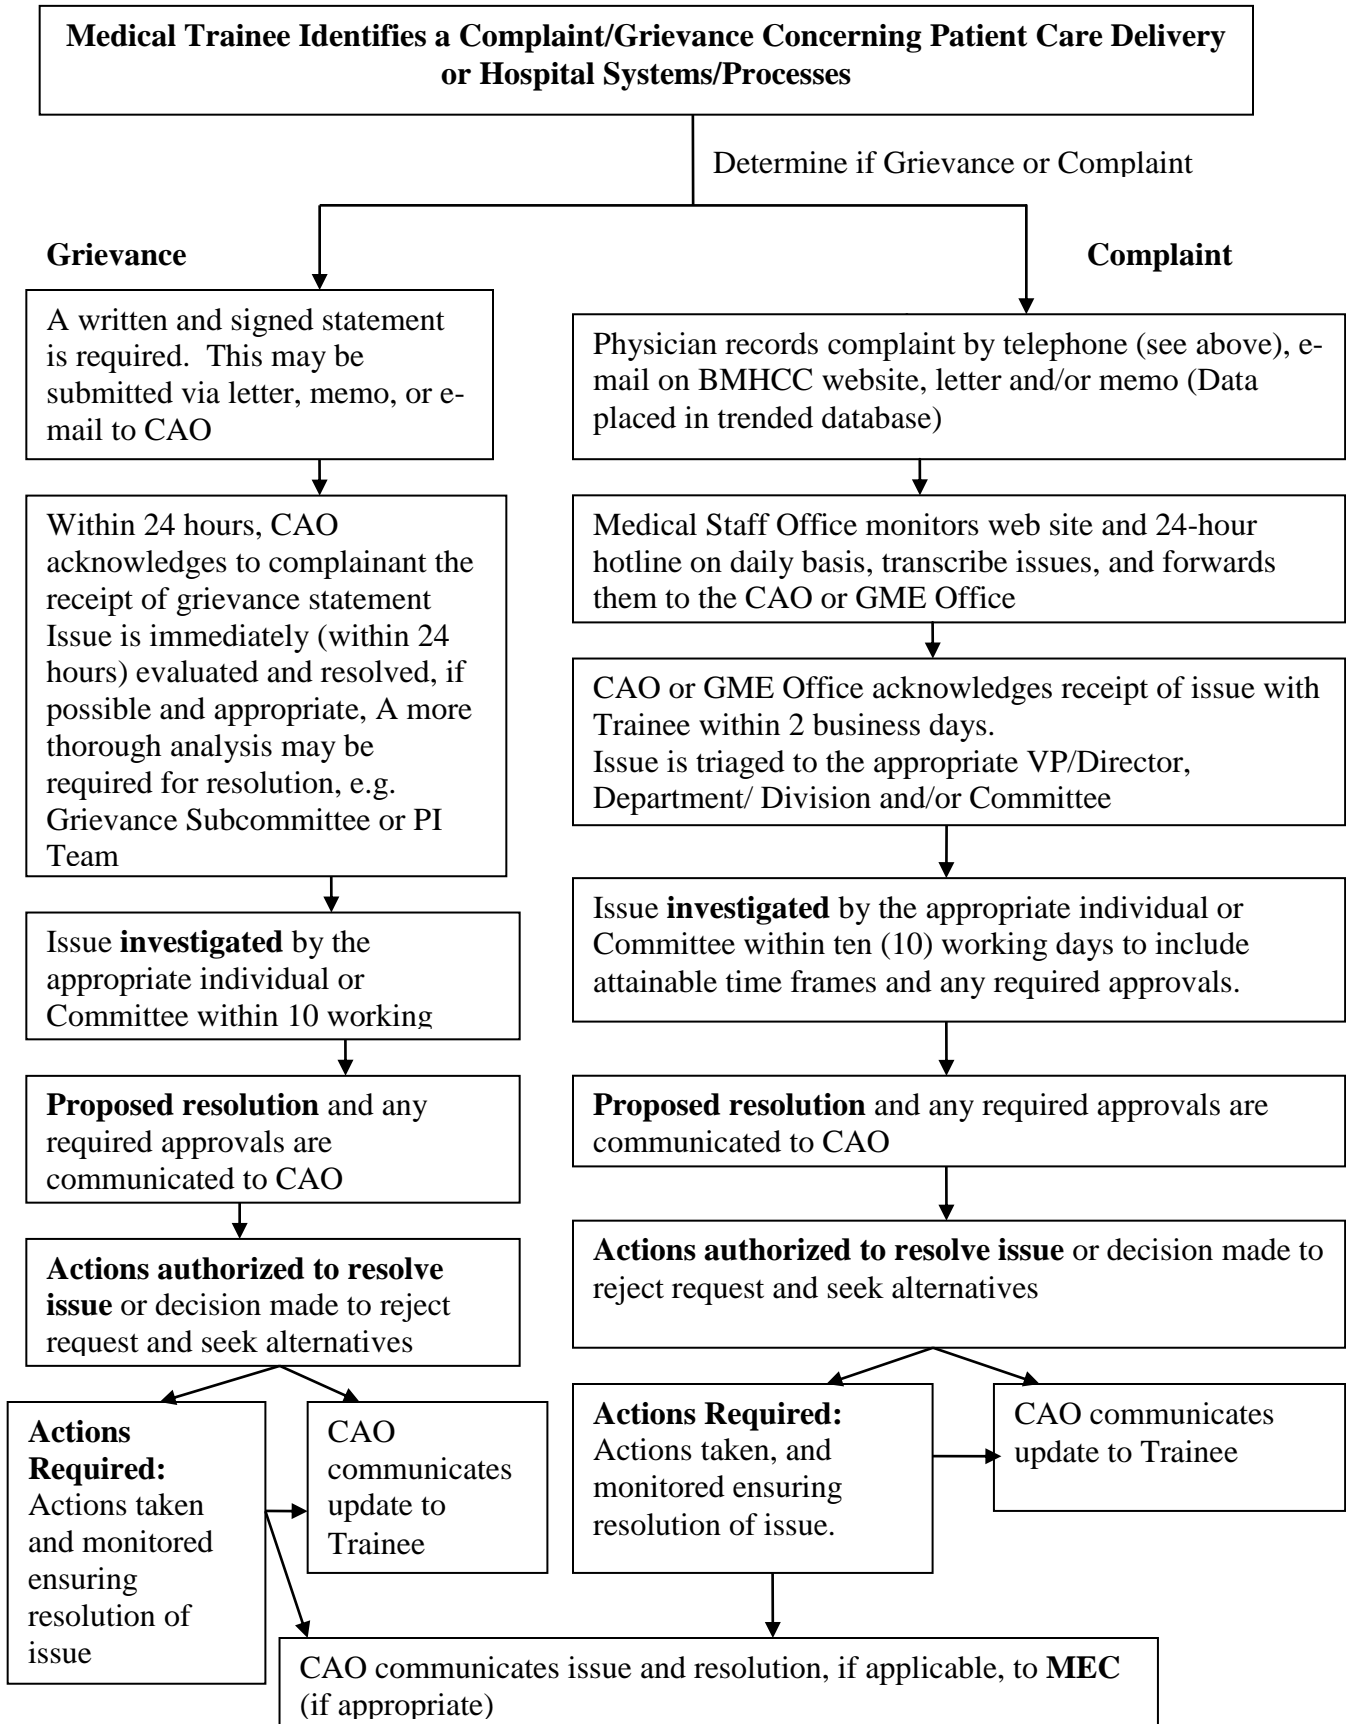 Medical Trainee Identifies a Complaint/Grievance Concerning Patient Care Delivery
or Hospital Systems/Processes
Determine if Grievance or Complaint
Grievance
Complaint
A written and signed statement
is required.  This may be
submitted via letter, memo, or e-
mail to CAO
Physician records complaint by telephone (see above), e-
mail on BMHCC website, letter and/or memo (Data
placed in trended database)
Within 24 hours, CAO
acknowledges to complainant the
receipt of grievance statement
Issue is immediately (within 24
hours) evaluated and resolved, if
possible and appropriate, A more
thorough analysis may be
required for resolution, e.g.
Grievance Subcommittee or PI
Team
Medical Staff Office monitors web site and 24-hour
hotline on daily basis, transcribe issues, and forwards
them to the CAO or GME Office
CAO or GME Office acknowledges receipt of issue with
Trainee within 2 business days.
Issue is triaged to the appropriate VP/Director,
Department/ Division and/or Committee
Issue investigated by the
appropriate individual or
Committee within 10 working
Issue investigated by the appropriate individual or
Committee within ten (10) working days to include
attainable time frames and any required approvals.
Proposed resolution and any
required approvals are
communicated to CAO
Proposed resolution and any required approvals are
communicated to CAO
Actions authorized to resolve
issue or decision made to reject
request and seek alternatives
Actions authorized to resolve issue or decision made to
reject request and seek alternatives
Actions
Required:
Actions taken
and monitored
ensuring
resolution of
issue
CAO
communicates
update to
Trainee
Actions Required:
Actions taken, and
monitored ensuring
resolution of issue.
CAO communicates
update to Trainee
CAO communicates issue and resolution, if applicable, to MEC
(if appropriate)